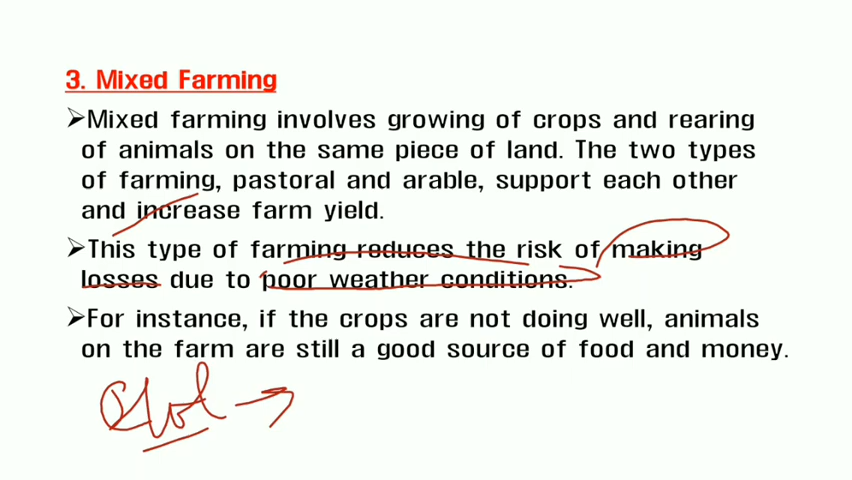 3. Mixed Farming
➢Mixed farming involves growing of crops and rearing
of animals on the same piece of land. The two types
of farming, pastoral and arable, support each other
and increase farm yield.
➢This type of farming reduces the risk of making
losses due to poor weather conditions.
➢For instance, if the crops are not doing well, animals
on the farm are still a good source of food and money.